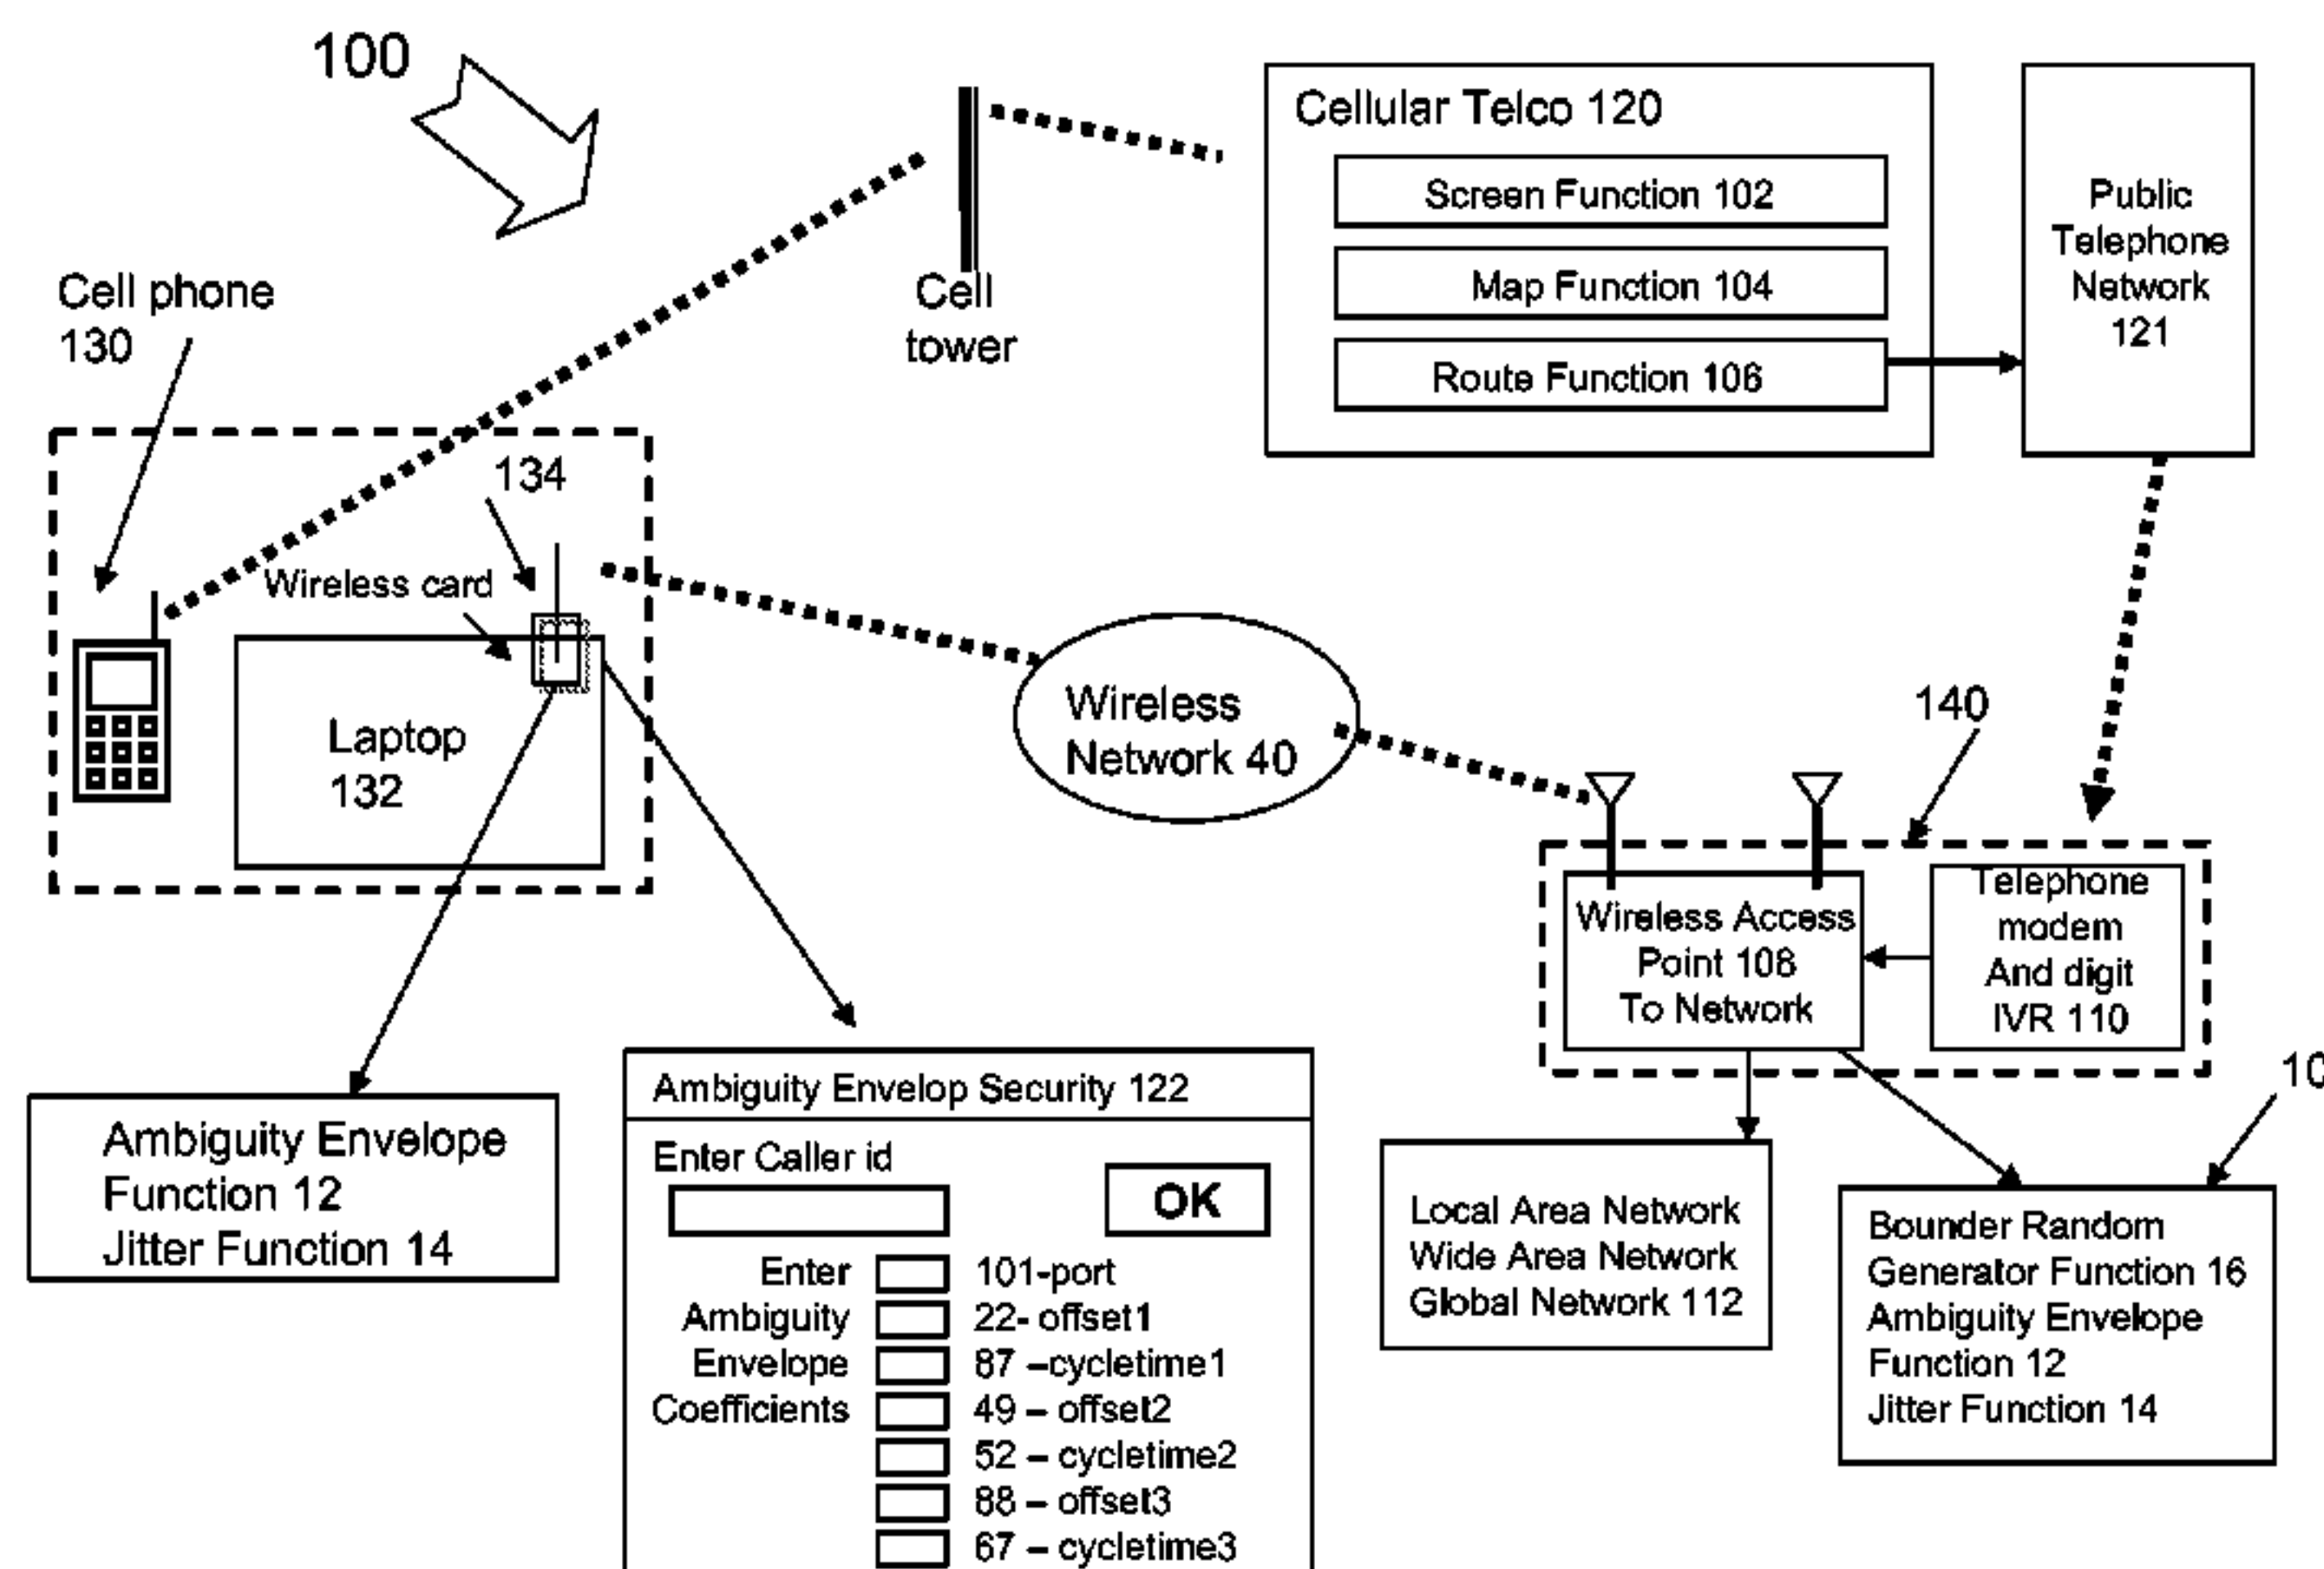 100
Cellular Telco 120
Screen Function 102
Map Function 104
Route Function 106
Public
Telephone
Network
121
Cell phone
130
Cell
tower
134
Wireless card
Laptop
132
Wireless
Network 40
140
Wireless Access
Point 108
To Network
Telephone
modem
And digit
IVR 110
10
Ambiguity Envelope
Function 12
Jitter Function 14
Ambiguity Envelop Security 122
Enter Caller id
OK
Enter
Ambiguity
Envelope
Coefficients
101-port
22- offset1
87 –cycletime1
49 – offset2
52 – cycletime2
88 – offset3
67 – cycletime3
Local Area Network
Wide Area Network
Global Network 112
Bounder Random
Generator Function 16
Ambiguity Envelope
Function 12
Jitter Function 14